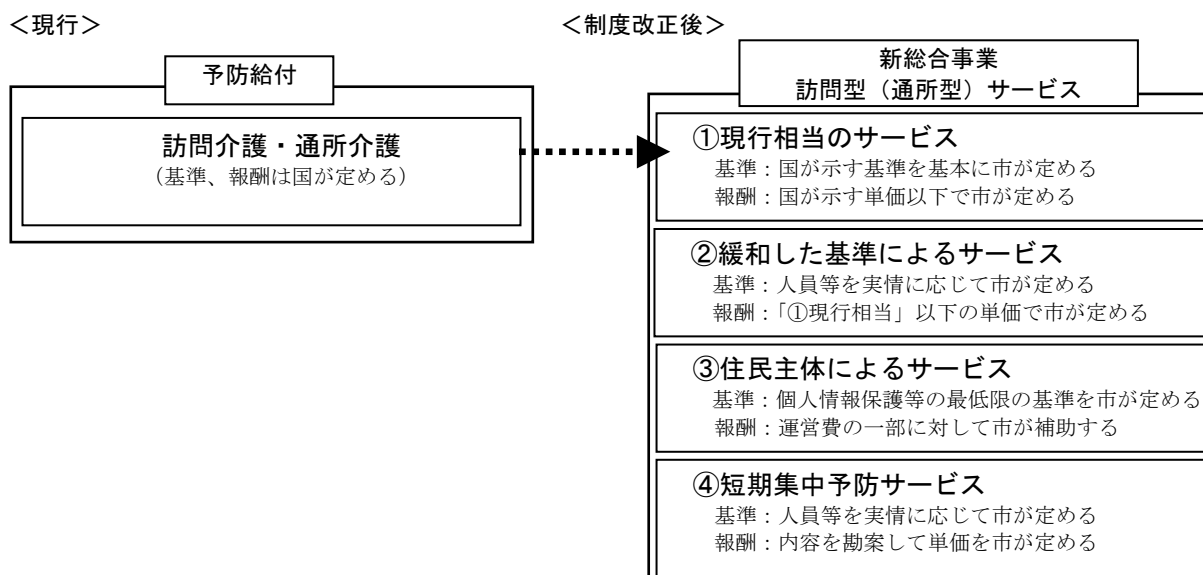 ＜現行＞
予防給付
訪問介護・通所介護
（基準、報酬は国が定める）
＜制度改正後＞
新総合事業
訪問型（通所型）サービス
①現行相当のサービス
基準：国が示す基準を基本に市が定める
報酬：国が示す単価以下で市が定める
②緩和した基準によるサービス
基準：人員等を実情に応じて市が定める
報酬：「①現行相当」以下の単価で市が定める
③住民主体によるサービス
基準：個人情報保護等の最低限の基準を市が定める
報酬：運営費の一部に対して市が補助する
④短期集中予防サービス
基準：人員等を実情に応じて市が定める
報酬：内容を勘案して単価を市が定める